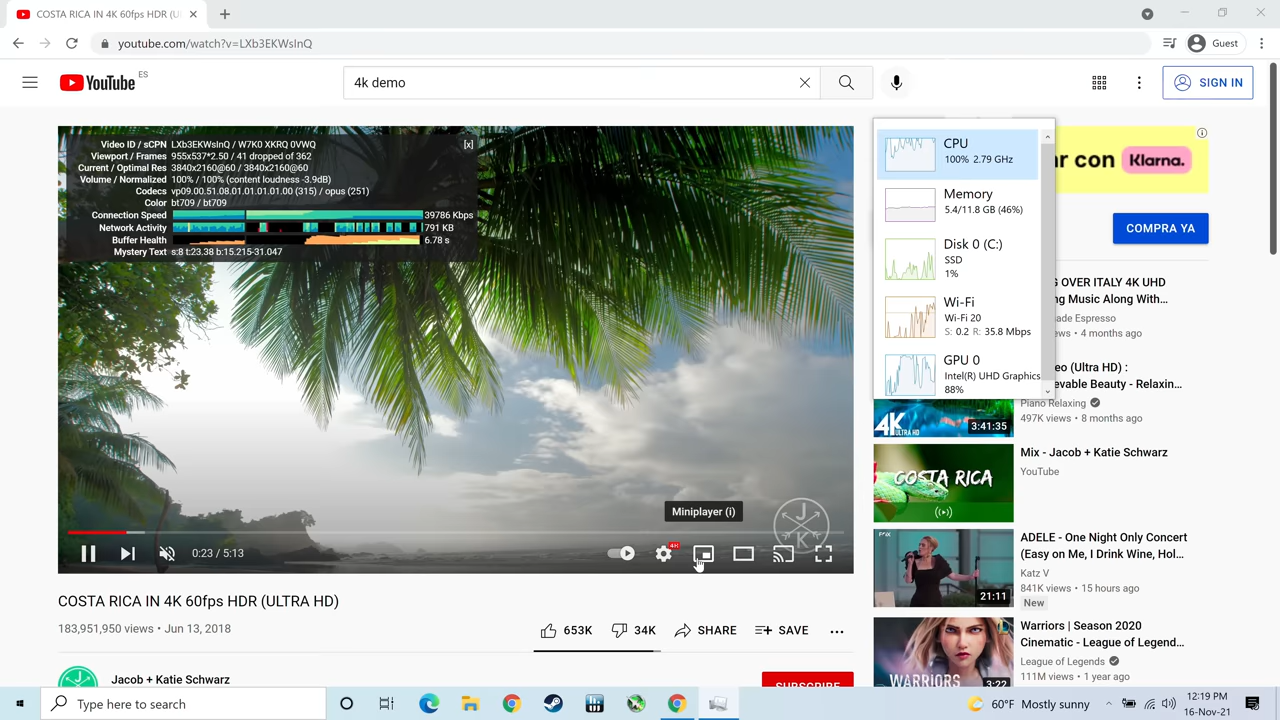 COSTA RICA IN 4K 60fps HDR (U
youtube.com/watch?v=LXb3EKWsInQ
Guest
YouTube
ES
4k demo
SIGN IN
Video ID / sCPN LXb3EKWsInQ / W7K0 XKRQ 0VWQ
Viewport / Frames 955x537*2.50 / 41 dropped of 362
Current / Optimal Res 3840x2160@60 / 3840x2160@60
Volume / Normalized 100% / 100% (content loudness -3.9dB)
Codecs vp09.00.51.08.01.01.01.01.00 (315) / opus (251)
Color bt709 / bt709
Connection Speed 39786 Kbps
Network Activity 791 KB
Buffer Health 6.78 s
Mystery Text s:8 t:23.38 b:15.215-31.047
[x]
Miniplayer (i)
J
K
0:23 / 5:13
4K
COSTA RICA IN 4K 60fps HDR (ULTRA HD)
183,951,950 views • Jun 13, 2018
653K
34K
SHARE
SAVE
Jacob + Katie Schwarz
SUBSCRIBE
CPU
100% 2.79 GHz
Memory
5.4/11.8 GB (46%)
Disk 0 (C:)
SSD
1%
Wi-Fi
Wi-Fi 20
S: 0.2 R: 35.8 Mbps
GPU 0
Intel(R) UHD Graphics
88%
r con Klarna.
COMPRA YA
OVER ITALY 4K UHD
g Music Along With...
ade Espresso
ews • 4 months ago
eo (Ultra HD) :
evable Beauty - Relaxin...
Piano Relaxing
497K views • 8 months ago
4K
ULTRA HD
3:41:35
COSTA RICA
Mix - Jacob + Katie Schwarz
YouTube
ADELE - One Night Only Concert
(Easy on Me, I Drink Wine, Hol...
Katz V
841K views • 15 hours ago
New
21:11
Warriors | Season 2020
Cinematic - League of Legend...
League of Legends
111M views • 1 year ago
WARRIORS
3:22
Type here to search
60°F Mostly sunny
12:19 PM
16-Nov-21